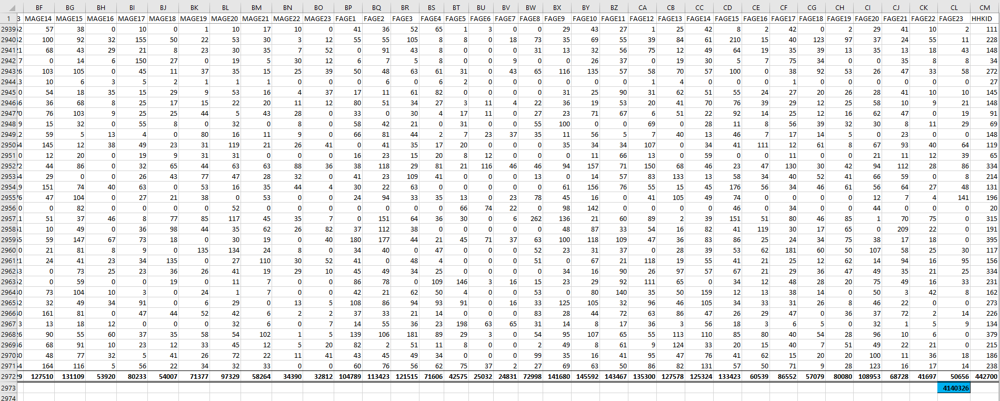 BF BG BH BI BJ BK BL BM BN BO BP BQ BR BS BT BU BV BW BX BY BZ CA CB CC CD CE CF CG CH CI CJ CK CL CM
1 3 MAGE14 MAGE15 MAGE16 MAGE17 MAGE18 MAGE19 MAGE20 MAGE21 MAGE22 MAGE23 FAGE1 FAGE2 FAGE3 FAGE4 FAGE5 FAGE6 FAGE7 FAGE8 FAGE9 FAGE10 FAGE11 FAGE12 FAGE13 FAGE14 FAGE15 FAGE16 FAGE17 FAGE18 FAGE19 FAGE20 FAGE21 FAGE22 FAGE23 HHKID
2939 52 57 38 0 10 0 1 10 17 10 0 41 36 52 65 1 3 0 0 29 43 27 1 25 42 8 2 42 0 2 29 41 10 2 111
2940 42 100 92 32 155 50 22 53 30 3 12 55 55 105 8 8 0 18 73 35 69 55 39 84 61 210 15 40 123 97 37 24 55 11 228
2941 21 68 43 29 21 8 23 30 35 7 52 0 91 43 8 0 0 0 31 13 32 56 75 12 49 64 19 35 39 13 35 13 18 43 148
2942 7 0 14 6 150 27 0 19 5 30 12 6 7 5 8 0 0 9 0 0 26 37 0 19 30 5 7 75 34 0 0 35 8 8 34
2943 26 103 105 0 45 11 37 35 15 25 39 50 48 63 61 31 0 43 65 116 135 57 58 70 57 100 0 38 92 53 26 47 33 58 272
2944 3 10 6 3 5 2 1 1 1 0 0 0 6 0 6 2 0 0 0 0 0 0 1 4 0 0 0 1 0 0 0 0 0 0 27
2945 0 54 18 35 15 29 9 53 16 4 37 17 11 61 82 0 0 0 0 31 25 90 31 62 51 55 24 27 20 26 28 41 10 10 145
2946 46 36 68 8 25 17 15 22 20 11 12 80 51 34 27 3 11 4 22 36 19 53 20 41 70 76 39 29 12 25 58 10 9 21 148
2947 70 76 103 9 25 25 44 5 43 28 0 33 0 30 4 17 11 0 27 23 71 67 6 51 22 92 14 25 12 16 62 47 0 19 91
2948 9 15 32 0 55 8 0 32 0 8 0 58 42 21 0 31 0 0 55 100 0 0 69 0 28 11 8 56 39 32 30 8 11 29 69
2949 12 59 5 13 4 0 80 16 11 9 0 66 81 44 2 7 23 37 35 11 56 5 7 40 13 46 7 17 14 5 0 23 0 0 148
2950 64 145 12 38 49 23 31 119 21 26 41 0 41 35 17 20 0 0 0 35 34 34 107 0 34 41 111 12 61 8 67 93 40 64 119
2951 0 12 20 0 19 9 31 31 0 0 0 16 23 15 20 8 12 0 0 0 11 66 13 0 59 0 0 11 0 0 21 11 12 39 65
2952 72 44 86 0 32 65 44 63 63 88 36 38 118 29 81 21 116 46 46 94 157 71 150 68 46 23 47 130 30 42 94 112 28 86 334
2953 54 29 0 0 26 43 77 47 28 32 0 41 23 109 41 0 0 0 13 0 14 57 83 133 13 58 34 40 52 41 66 59 0 8 214
2954 19 151 74 40 63 0 53 16 35 44 4 30 22 63 0 0 0 0 0 61 156 76 55 15 45 176 56 34 46 61 56 64 27 48 131
2955 76 47 104 0 27 21 38 0 53 0 0 24 94 33 35 13 0 23 78 45 16 0 41 105 49 74 0 0 0 0 12 7 4 141 196
2956 0 0 82 0 0 0 0 52 0 0 0 0 0 0 0 66 74 22 0 98 142 0 0 0 0 46 0 34 0 0 44 0 0 0 20
2957 11 51 37 46 8 77 85 117 45 35 7 0 151 64 36 30 0 6 262 136 21 60 89 2 39 151 51 80 46 85 1 70 75 0 315
2958 51 10 49 0 36 98 44 35 62 26 82 37 112 38 0 0 0 0 0 48 87 33 54 16 82 41 119 30 17 65 0 209 22 0 191
2959 65 59 147 67 73 18 0 30 19 0 40 180 177 44 21 45 71 37 63 100 118 109 47 36 83 86 25 24 34 75 38 17 18 0 395
2960 0 21 81 8 9 0 135 134 24 8 0 34 40 0 47 0 0 0 52 23 31 37 0 28 39 53 62 181 60 50 107 58 25 30 117
2961 21 24 41 23 34 135 0 27 110 30 52 41 0 48 4 0 0 0 51 0 67 21 118 19 55 41 21 25 12 62 14 94 16 95 156
2962 43 0 73 25 23 36 26 41 19 29 10 45 49 34 25 0 0 0 0 34 16 90 26 97 57 67 21 29 36 47 49 35 21 25 334
2963 52 0 59 0 0 19 0 11 7 0 0 86 78 0 109 146 3 16 15 23 29 92 111 65 0 34 12 48 28 20 75 49 16 33 231
2964 30 73 104 10 3 0 24 1 7 0 0 42 21 62 50 4 0 0 53 0 80 140 35 50 159 12 13 38 14 0 50 3 42 8 162
2965 42 32 49 34 91 0 6 29 0 13 5 108 86 94 93 91 0 16 33 125 105 32 96 46 105 34 33 31 26 8 46 22 0 0 273
2966 40 161 81 0 47 44 52 42 6 2 2 37 33 21 14 0 0 0 83 28 44 72 63 86 47 26 29 47 0 36 37 72 2 14 226
2967 3 13 18 12 0 0 0 32 6 0 7 14 55 36 23 198 63 65 31 14 8 17 36 3 56 18 3 6 5 0 32 1 5 9 134
2968 26 90 55 60 37 35 58 54 102 1 5 139 106 181 89 29 3 0 54 95 107 65 55 113 110 85 80 40 54 28 96 10 6 0 379
2969 46 68 91 10 23 12 33 45 12 5 20 82 2 51 11 8 0 0 2 49 8 61 9 124 33 20 15 40 7 51 49 22 21 0 215
2970 30 48 77 32 5 41 26 72 22 11 41 43 45 49 34 0 0 0 99 35 16 41 95 47 76 41 62 15 20 20 100 11 36 18 186
2971 54 164 116 5 56 22 34 32 33 0 0 60 76 56 62 75 37 2 27 69 63 50 86 82 131 57 50 71 9 28 123 16 17 14 238
2972 29 127510 131109 53920 80233 54007 71377 97329 58264 34390 32812 104789 113423 121515 71606 42575 25032 24831 72998 141680 145592 143467 135300 127578 125324 133423 60539 86552 57079 80080 108953 68728 41697 50656 442700
2973 4140326
2974